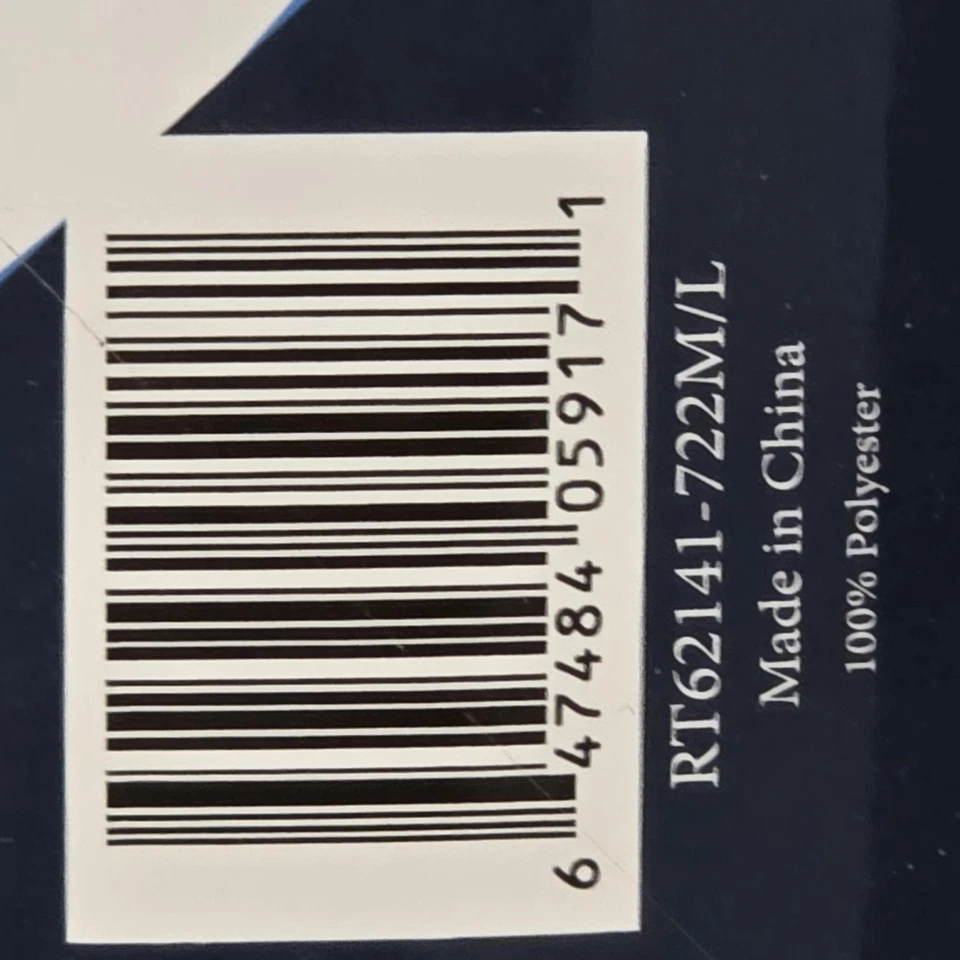 6 47484 05917 1
RT62141-722M/L
Made in China
100% Polyester